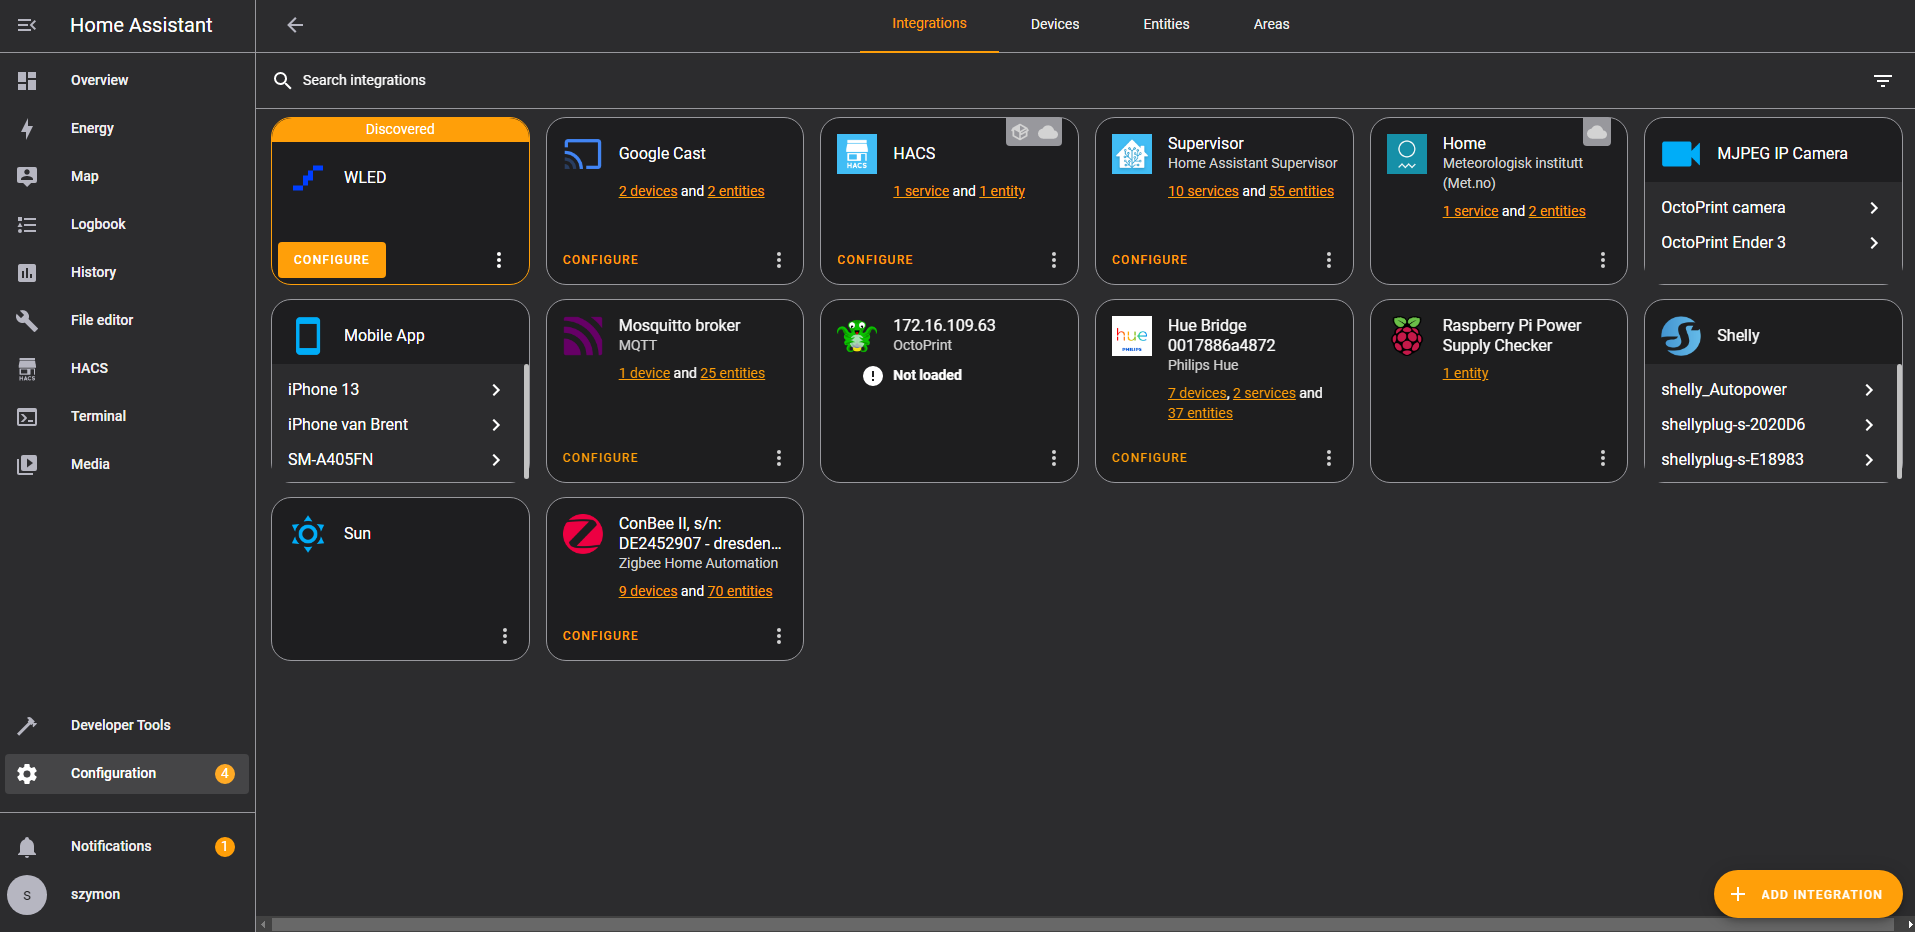 Home Assistant
Integrations
Devices
Entities
Areas
Overview
Energy
Map
Logbook
History
File editor
HACS
Terminal
Media
Developer Tools
Configuration
4
Notifications
1
s
szymon
Search integrations
Discovered
WLED
CONFIGURE
Google Cast
2 devices and 2 entities
CONFIGURE
HACS
HACS
1 service and 1 entity
CONFIGURE
Supervisor
Home Assistant Supervisor
10 services and 55 entities
CONFIGURE
Home
Meteorologisk institutt
(Met.no)
1 service and 2 entities
MJPEG IP Camera
OctoPrint camera
OctoPrint Ender 3
Mobile App
iPhone 13
iPhone van Brent
SM-A405FN
Mosquitto broker
MQTT
1 device and 25 entities
CONFIGURE
172.16.109.63
OctoPrint
Not loaded
hue
PHILIPS
Hue Bridge
0017886a4872
Philips Hue
7 devices, 2 services and
37 entities
CONFIGURE
Raspberry Pi Power
Supply Checker
1 entity
Shelly
shelly_Autopower
shellyplug-s-2020D6
shellyplug-s-E18983
Sun
ConBee II, s/n:
DE2452907 - dresden...
Zigbee Home Automation
9 devices and 70 entities
CONFIGURE
ADD INTEGRATION